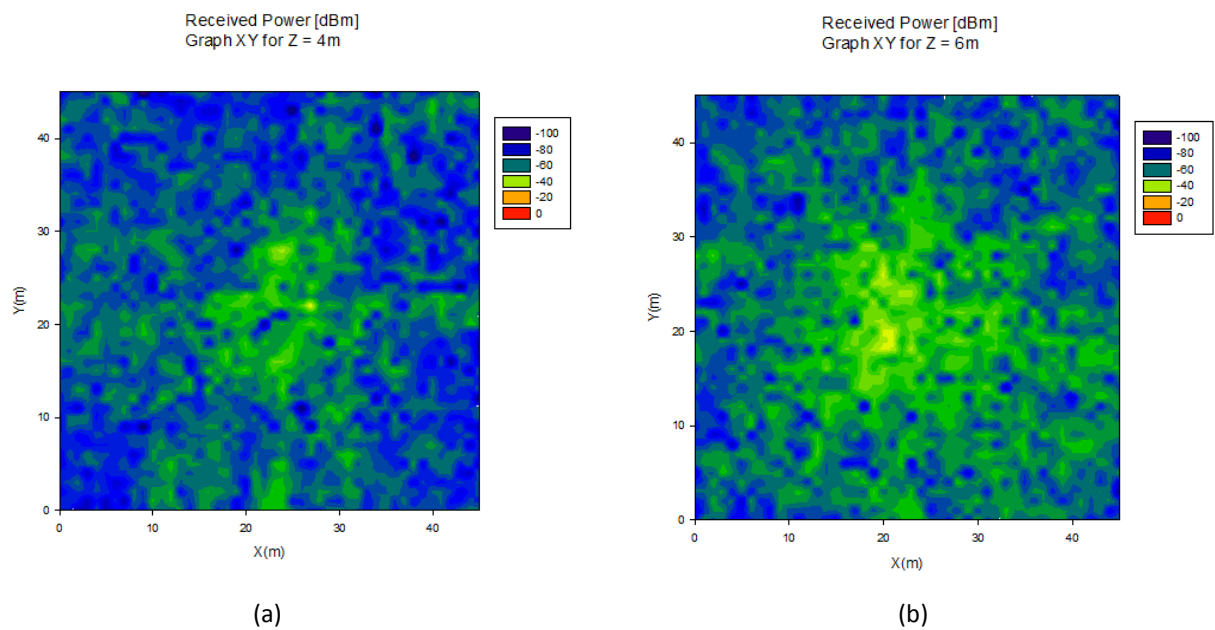 Received Power [dBm]
Graph XY for Z = 4m
Y(m)
40
30
20
10
0
0 10 20 30 40
X(m)
-100
-80
-60
-40
-20
0
(a)
Received Power [dBm]
Graph XY for Z = 6m
Y(m)
40
30
20
10
0
0 10 20 30 40
X(m)
-100
-80
-60
-40
-20
0
(b)